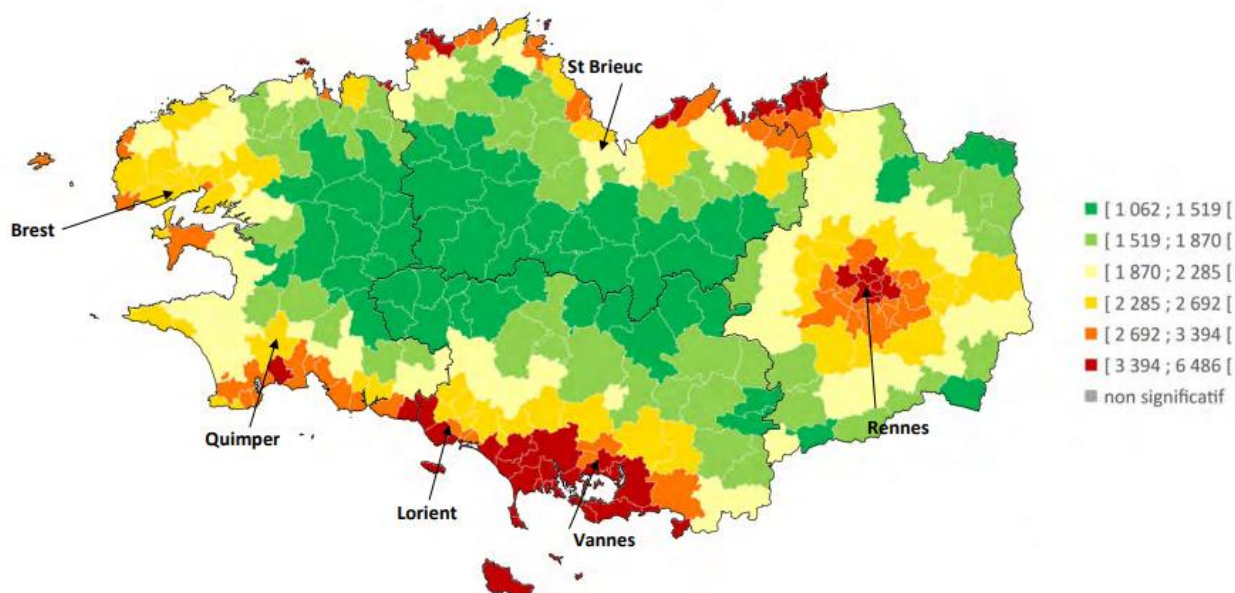 St Brieuc
Brest
Quimper
Lorient
Vannes
Rennes
[ 1 062 ; 1 519 [
[ 1 519 ; 1 870 [
[ 1 870 ; 2 285 [
[ 2 285 ; 2 692 [
[ 2 692 ; 3 394 [
[ 3 394 ; 6 486 [
non significatif